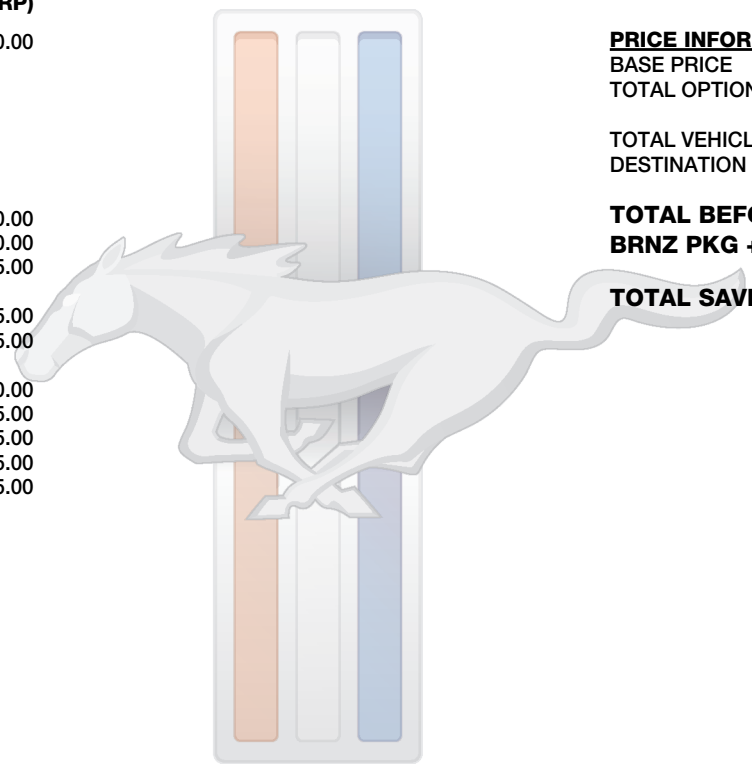 RP)
0.00
0.00
0.00
5.00
5.00
5.00
0.00
5.00
5.00
5.00
5.00
PRICE INFOR
BASE PRICE
TOTAL OPTION
TOTAL VEHICL
DESTINATION
TOTAL BEFO
BRNZ PKG +
TOTAL SAVI